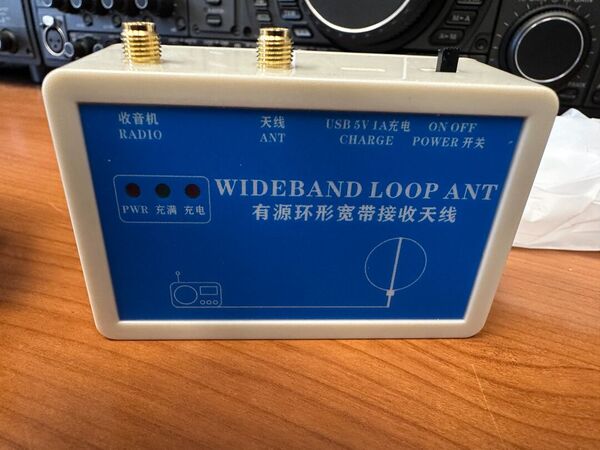 M▸A
A/B
A=B
收音机
RADIO
天线
ANT
USB 5V 1A充电
CHARGE
ON OFF
POWER 开关
PWR 充满 充电
WIDEBAND LOOP ANT
有源环形宽带接收天线